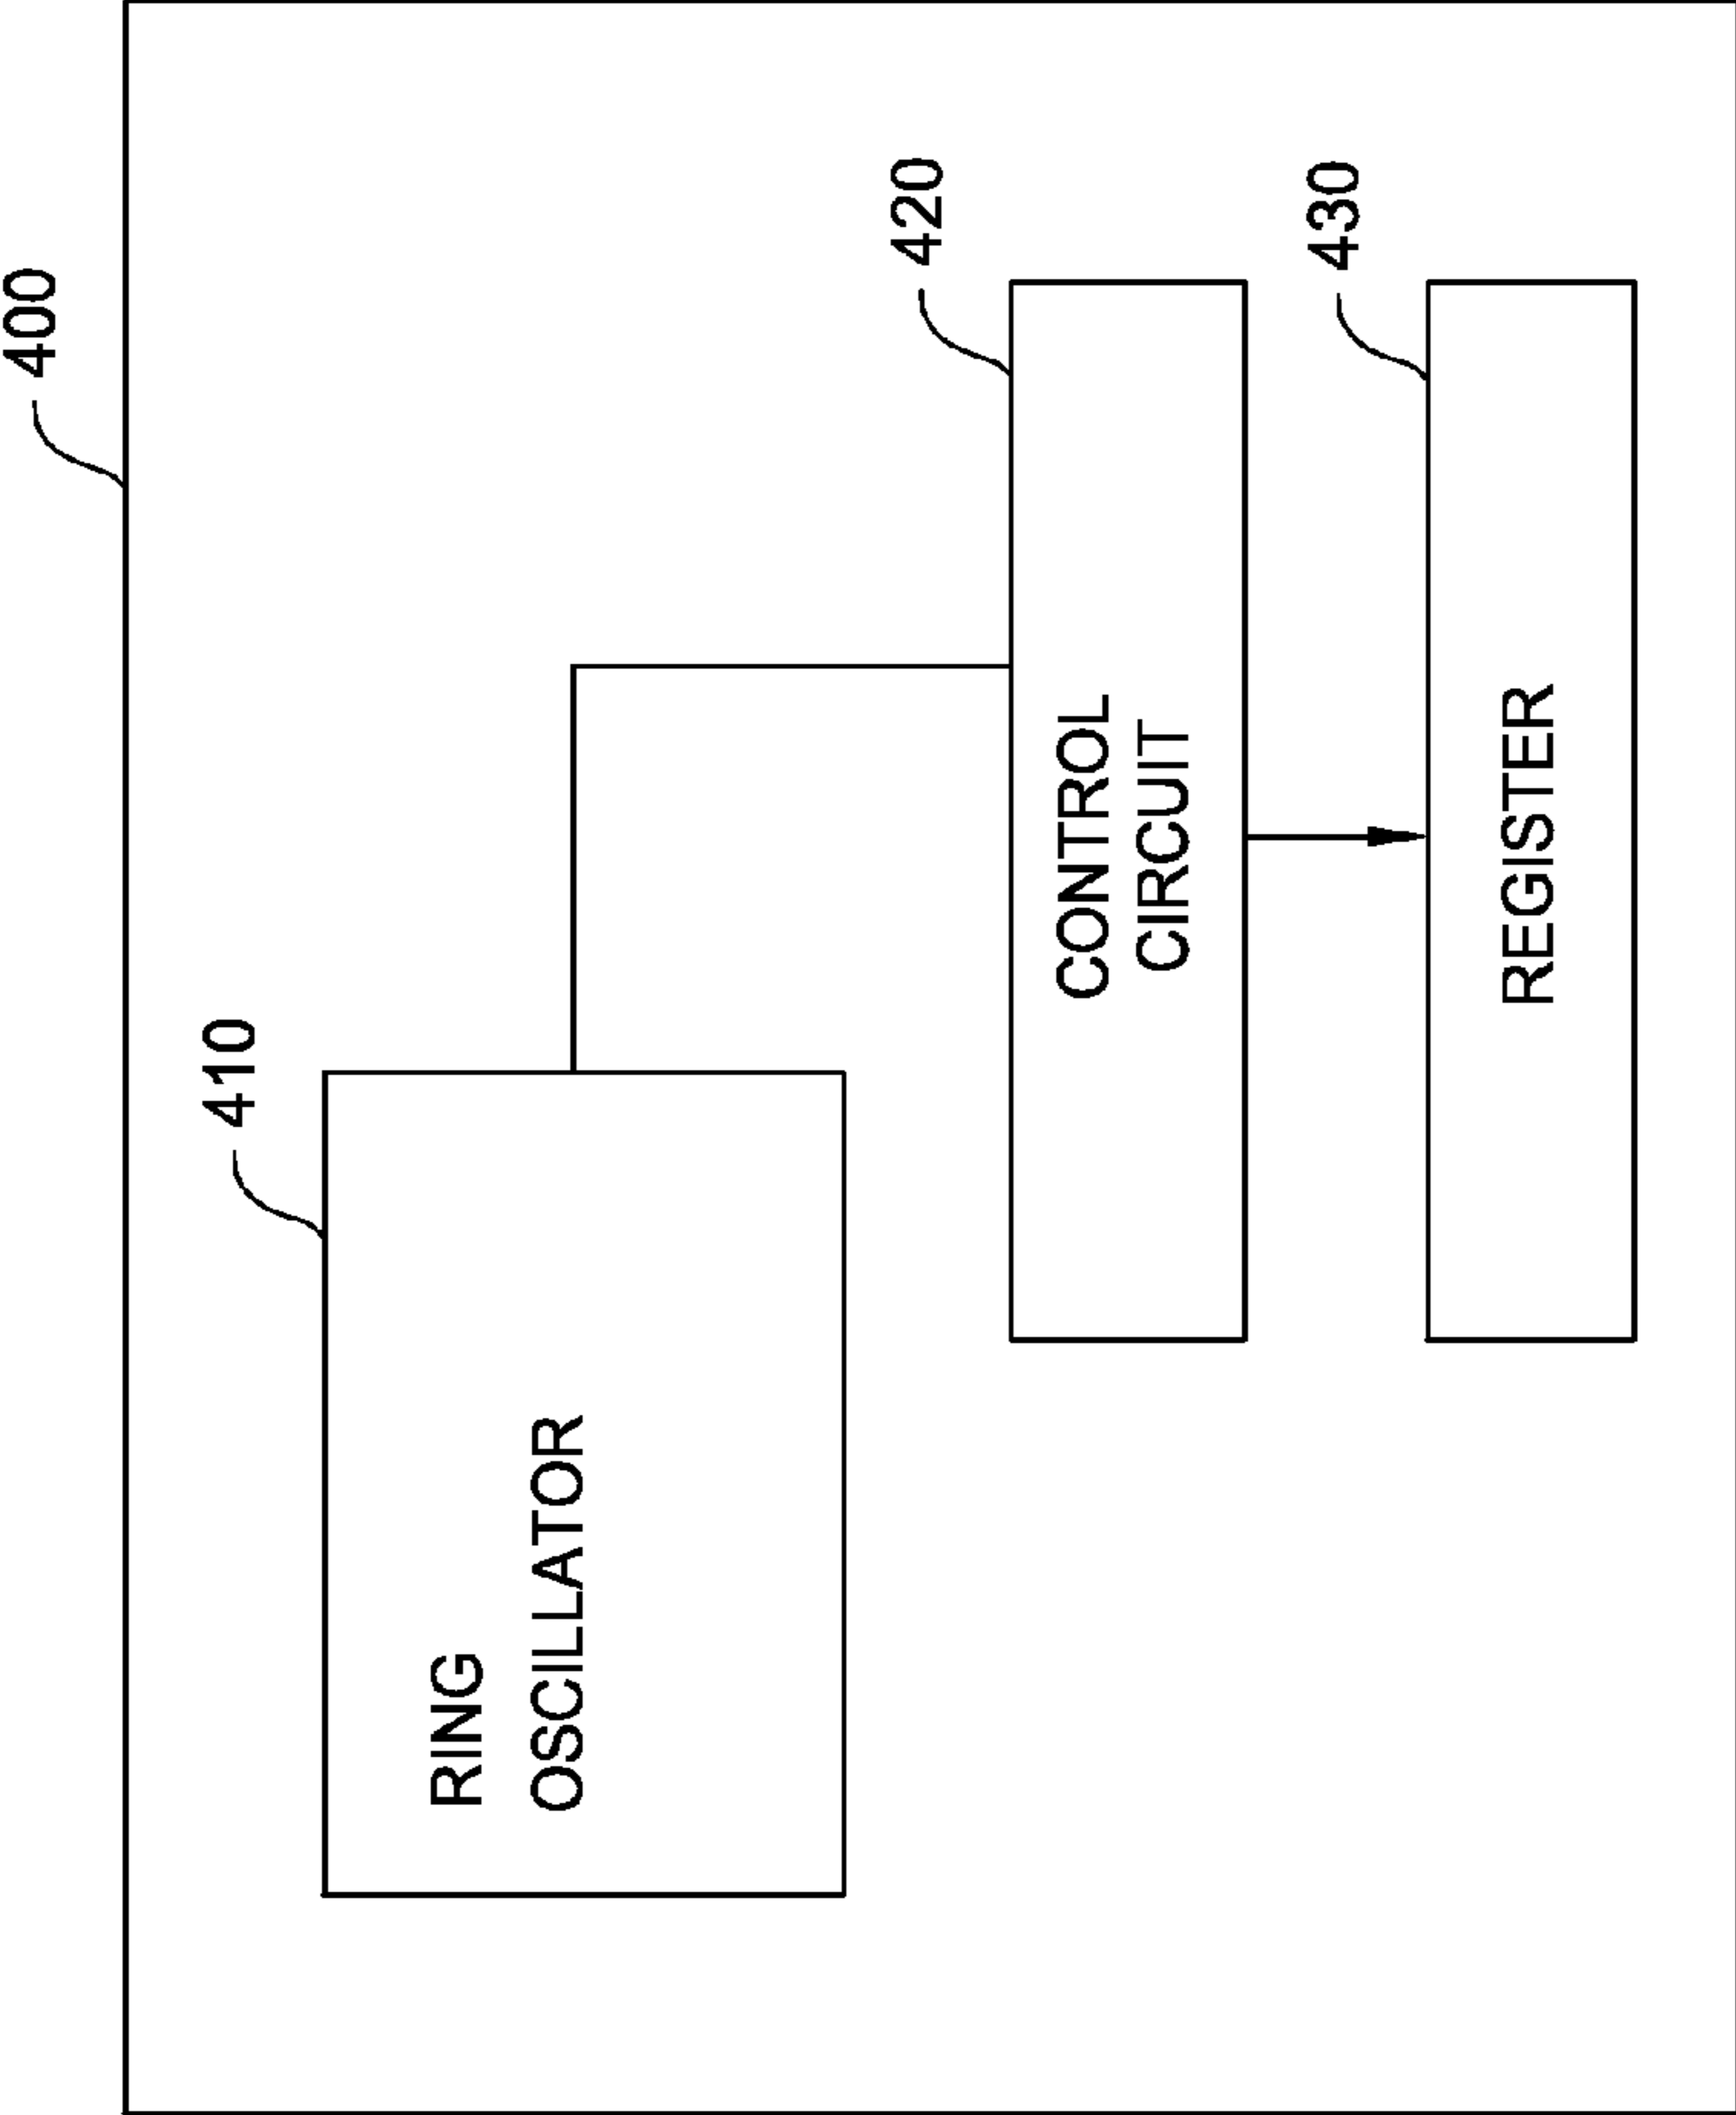 400
410
RING
OSCILLATOR
420
CONTROL
CIRCUIT
430
REGISTER